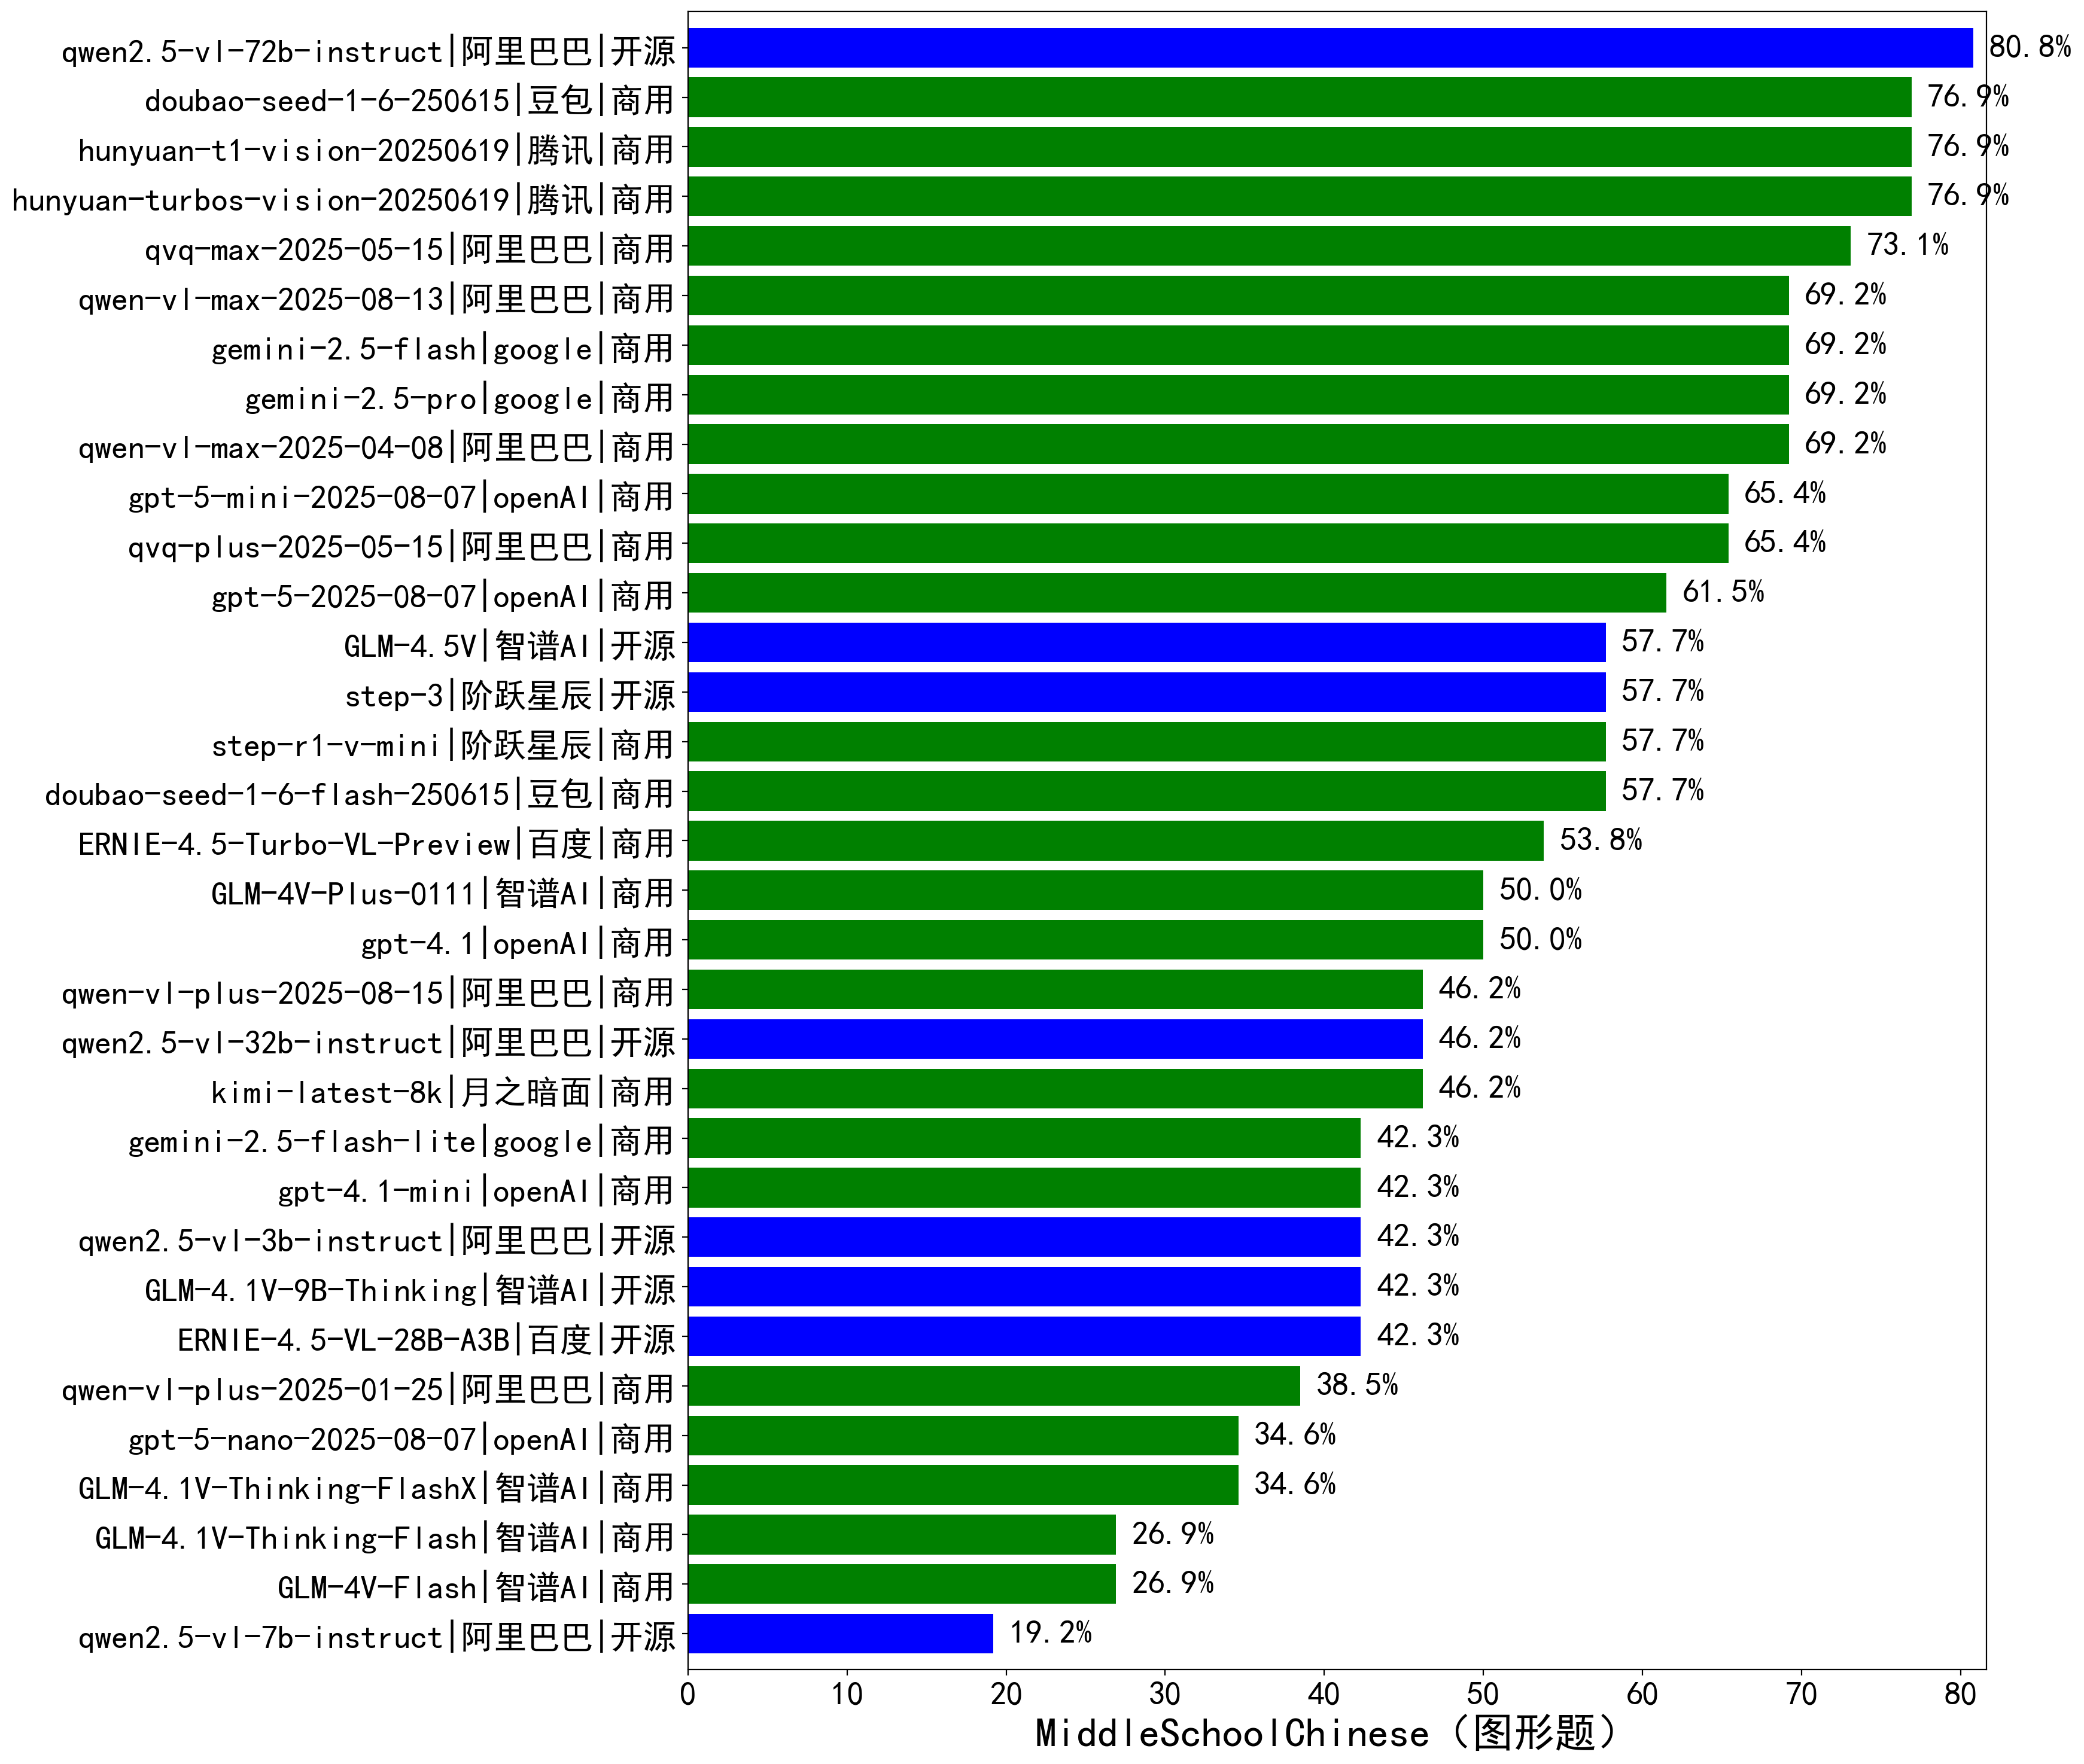 qwen2.5-vl-72b-instruct|阿里巴巴|开源 80.8%
doubao-seed-1-6-250615|豆包|商用 76.9%
hunyuan-t1-vision-20250619|腾讯|商用 76.9%
hunyuan-turbos-vision-20250619|腾讯|商用 76.9%
qvq-max-2025-05-15|阿里巴巴|商用 73.1%
qwen-vl-max-2025-08-13|阿里巴巴|商用 69.2%
gemini-2.5-flash|google|商用 69.2%
gemini-2.5-pro|google|商用 69.2%
qwen-vl-max-2025-04-08|阿里巴巴|商用 69.2%
gpt-5-mini-2025-08-07|openAI|商用 65.4%
qvq-plus-2025-05-15|阿里巴巴|商用 65.4%
gpt-5-2025-08-07|openAI|商用 61.5%
GLM-4.5V|智谱AI|开源 57.7%
step-3|阶跃星辰|开源 57.7%
step-r1-v-mini|阶跃星辰|商用 57.7%
doubao-seed-1-6-flash-250615|豆包|商用 57.7%
ERNIE-4.5-Turbo-VL-Preview|百度|商用 53.8%
GLM-4V-Plus-0111|智谱AI|商用 50.0%
gpt-4.1|openAI|商用 50.0%
qwen-vl-plus-2025-08-15|阿里巴巴|商用 46.2%
qwen2.5-vl-32b-instruct|阿里巴巴|开源 46.2%
kimi-latest-8k|月之暗面|商用 46.2%
gemini-2.5-flash-lite|google|商用 42.3%
gpt-4.1-mini|openAI|商用 42.3%
qwen2.5-vl-3b-instruct|阿里巴巴|开源 42.3%
GLM-4.1V-9B-Thinking|智谱AI|开源 42.3%
ERNIE-4.5-VL-28B-A3B|百度|开源 42.3%
qwen-vl-plus-2025-01-25|阿里巴巴|商用 38.5%
gpt-5-nano-2025-08-07|openAI|商用 34.6%
GLM-4.1V-Thinking-FlashX|智谱AI|商用 34.6%
GLM-4.1V-Thinking-Flash|智谱AI|商用 26.9%
GLM-4V-Flash|智谱AI|商用 26.9%
qwen2.5-vl-7b-instruct|阿里巴巴|开源 19.2%
0 10 20 30 40 50 60 70 80
MiddleSchoolChinese（图形题）